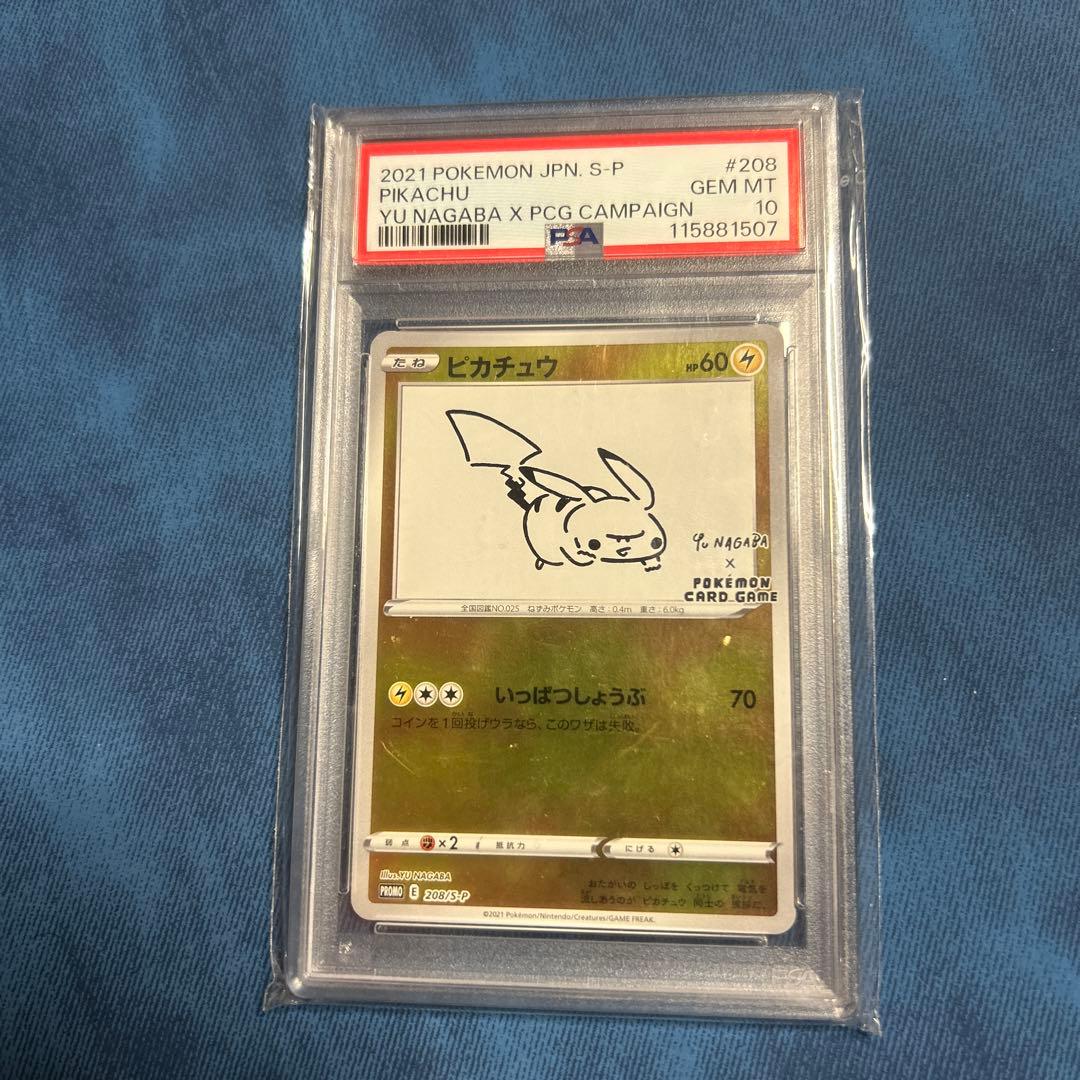 2021 POKEMON JPN. S-P #208
PIKACHU GEM MT
YU NAGABA X PCG CAMPAIGN 10
PSA 115881507
たね ピカチュウ HP60
YU NAGABA
X
POKÉMON
CARD GAME
全国図鑑NO.025 ねずみポケモン 高さ:0.4m 重さ:6.0kg
いっぱつしょうぶ 70
コインを1回投げウラなら、このワザは失敗。
弱点 ×2 抵抗力 にげる
Illus.YU NAGABA
PROMO E 208/S-P
おたがいの しっぽを くっつけて 電気を
流しあうのが ピカチュウ 同士の
©2021 Pokémon/Nintendo/Creatures/GAME FREAK.